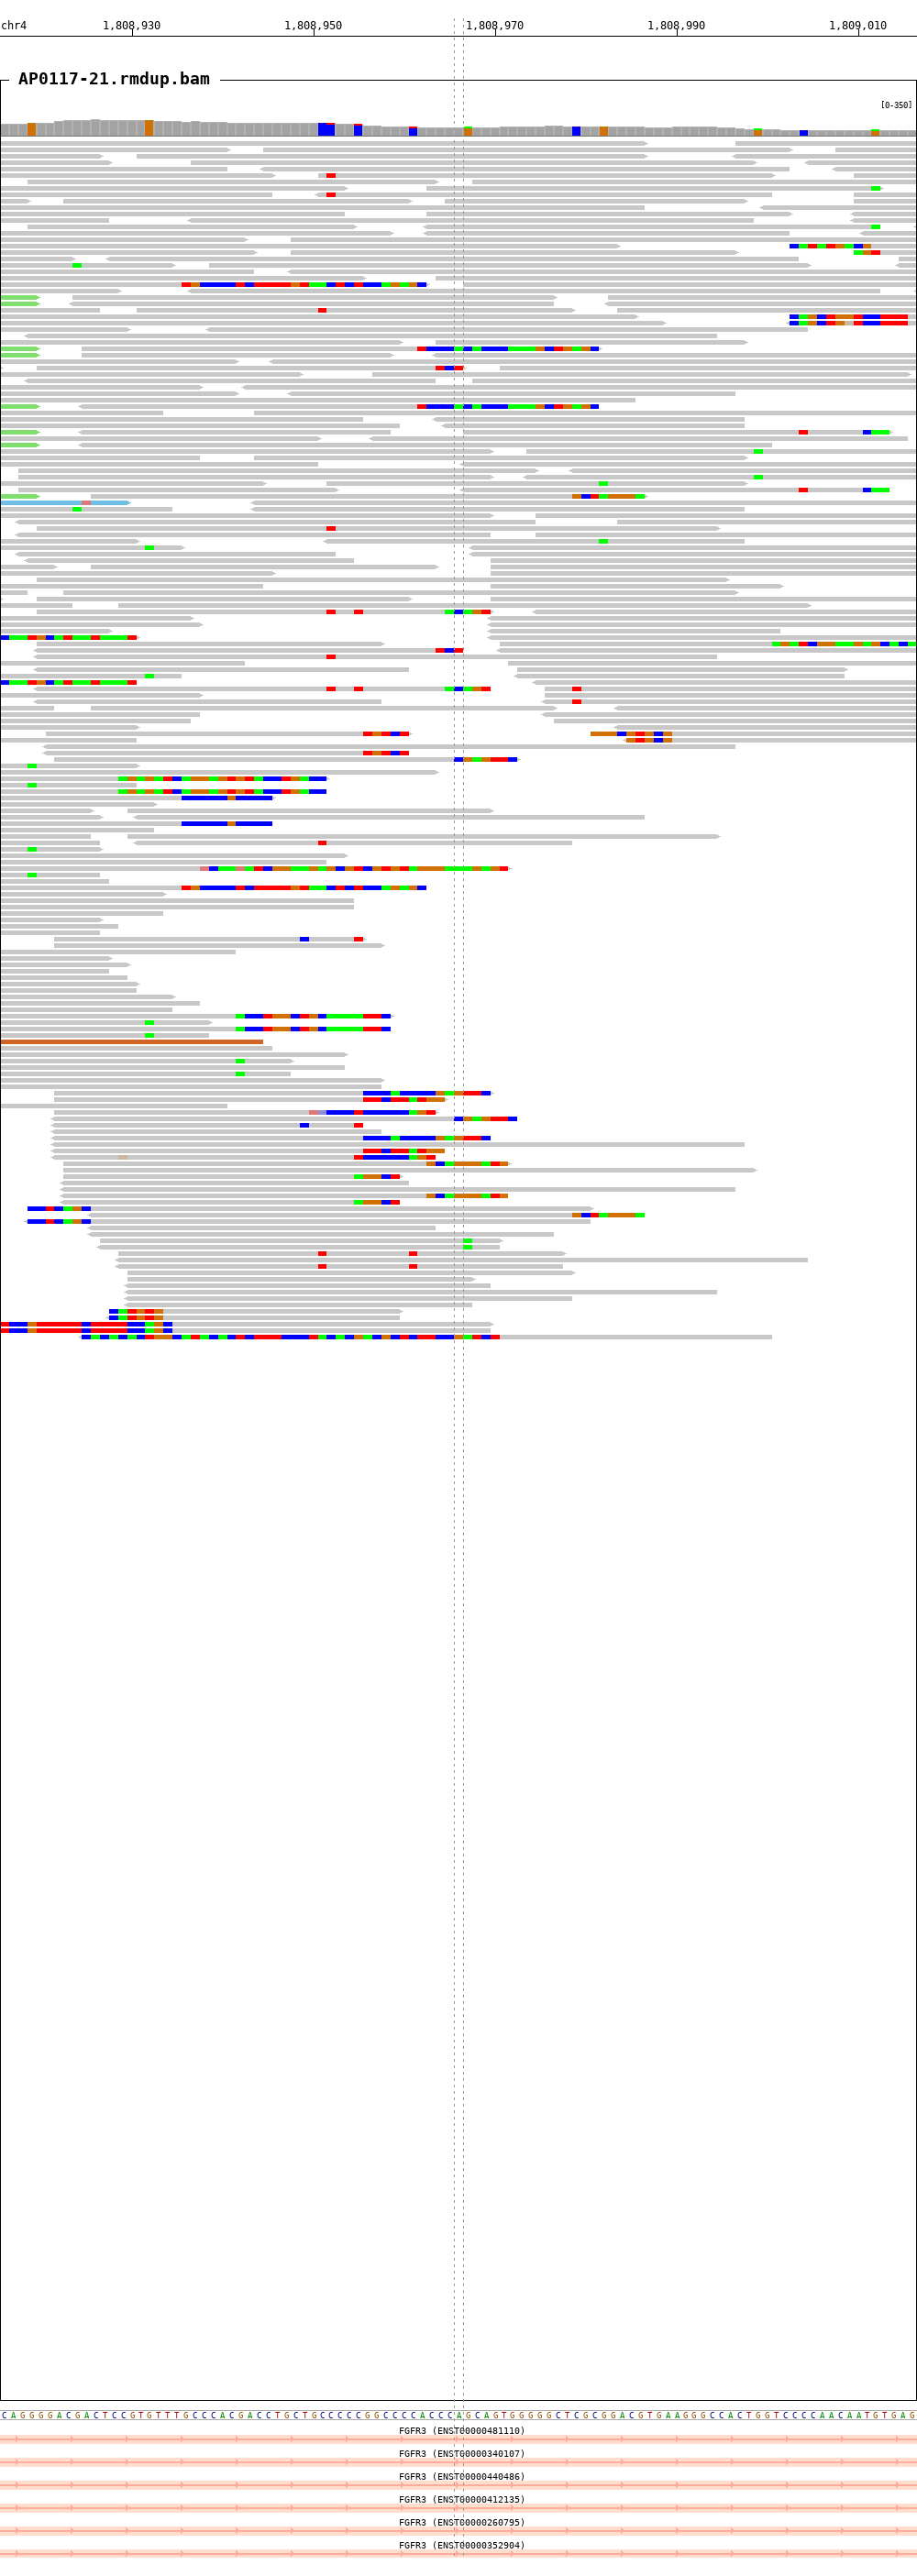 chr4 1,808,930 1,808,950 1,808,970 1,808,990 1,809,010
AP0117-21.rmdup.bam
[0-350]
C A G G G G A C G A C T C C G T G T T T G C C C A C G A C C T G C T G C C C C C G G C C C C A C C C A G C A G T G G G G G C T C G C G G A C G T G A A G G G C C A C T G G T C C C C A A C A A T G T G A G
FGFR3 (ENST00000481110)
FGFR3 (ENST00000340107)
FGFR3 (ENST00000440486)
FGFR3 (ENST00000412135)
FGFR3 (ENST00000260795)
FGFR3 (ENST00000352904)